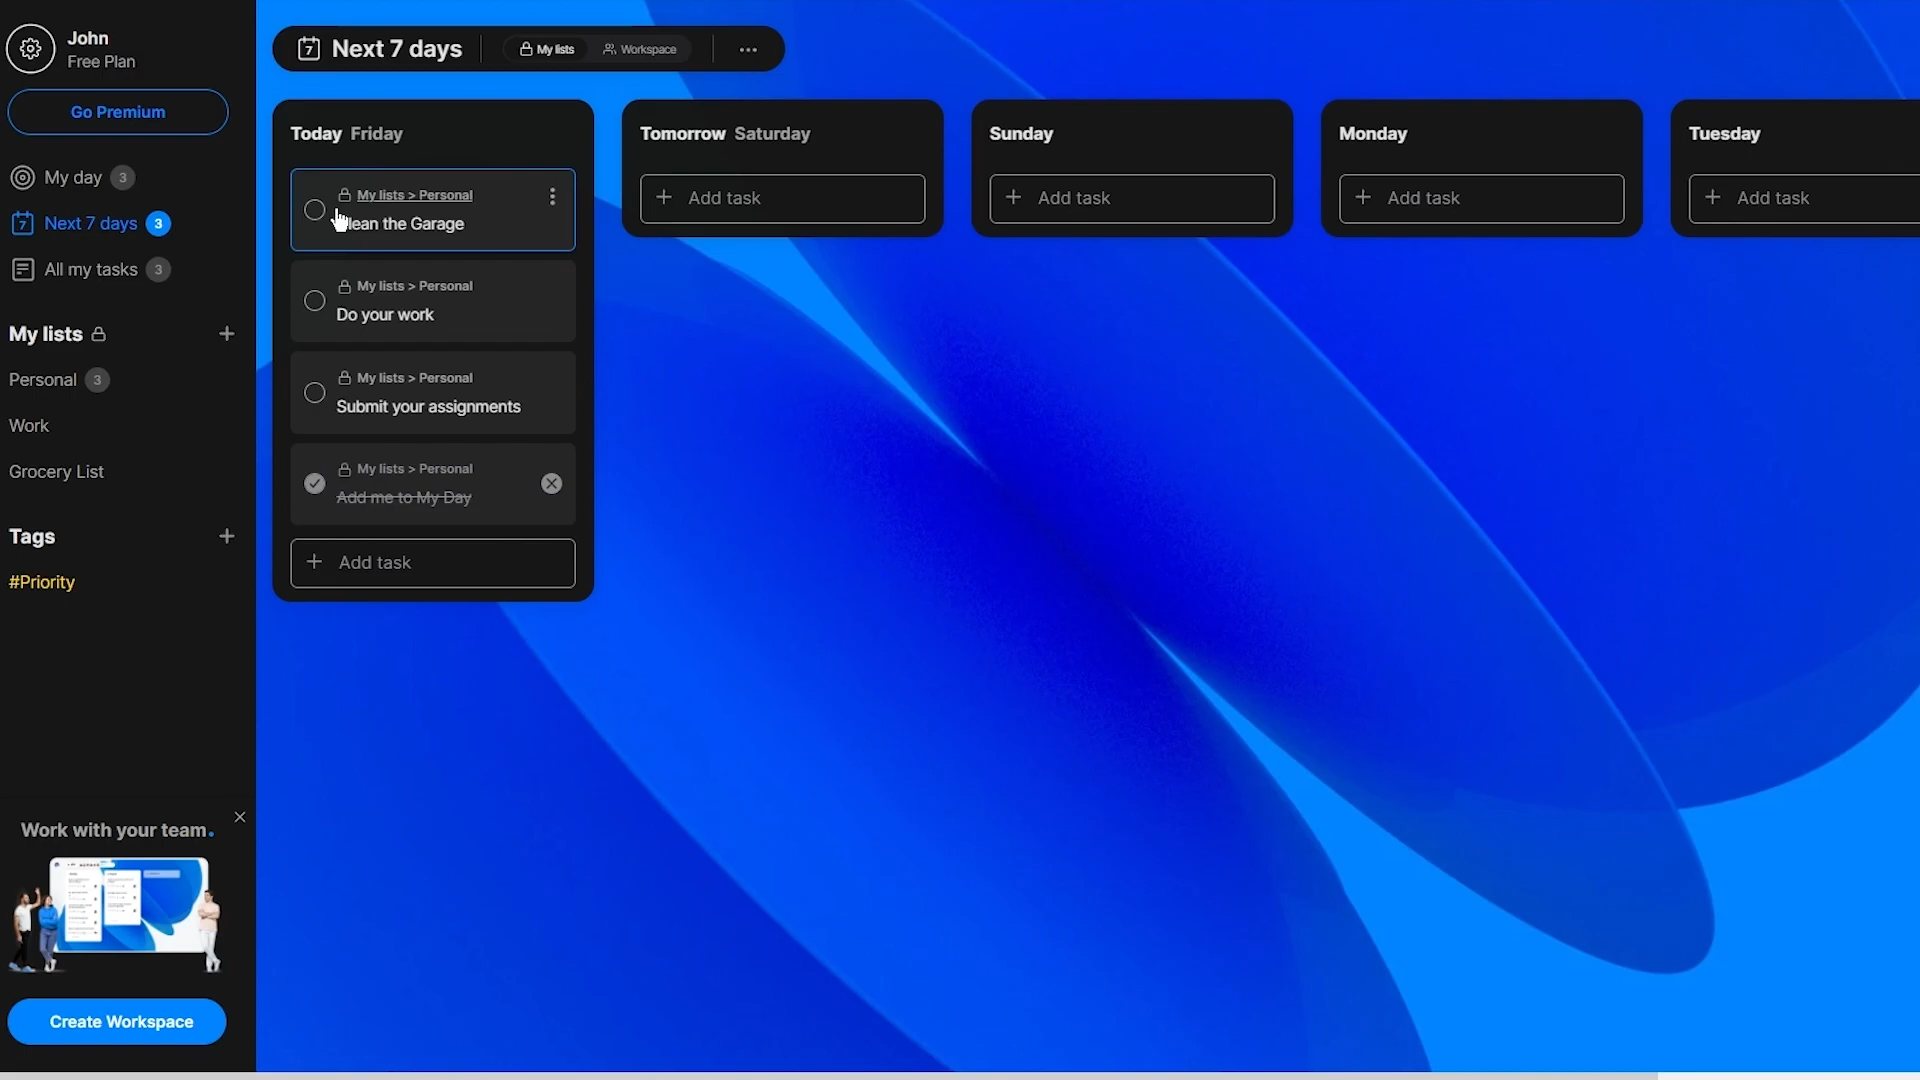 John
Free Plan
Go Premium
My day 3
Next 7 days 3
All my tasks 3
My lists
Personal 3
Work
Grocery List
Tags
#Priority
Work with your team.
Create Workspace
7 Next 7 days My lists Workspace
Today Friday
My lists > Personal
lean the Garage
My lists > Personal
Do your work
My lists > Personal
Submit your assignments
My lists > Personal
Add me to My Day
Add task
Tomorrow Saturday
Add task
Sunday
Add task
Monday
Add task
Tuesday
Add task